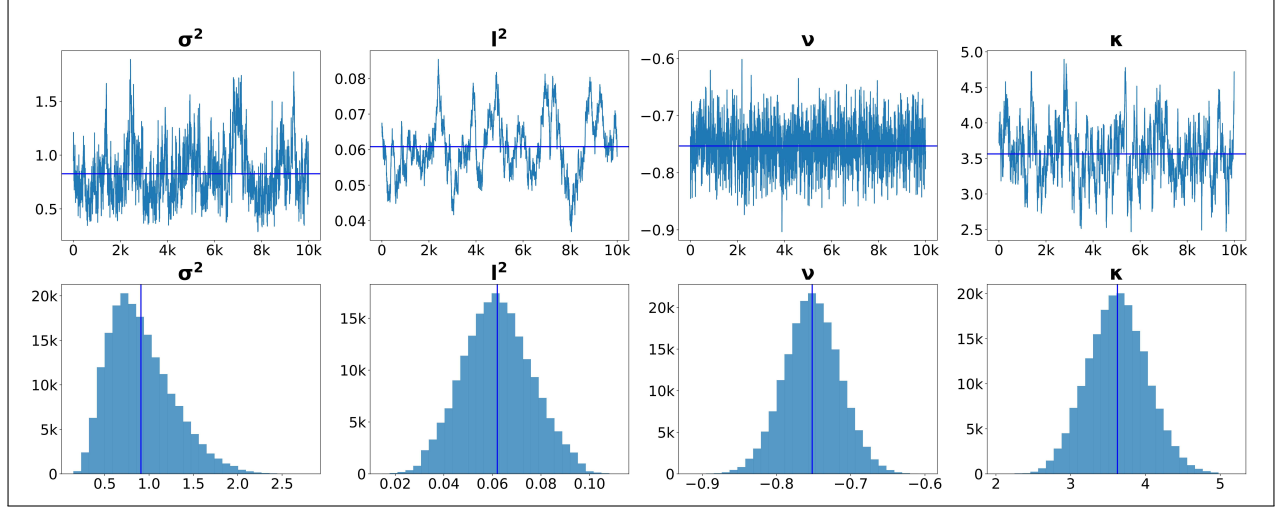 σ² l² ν κ
1.5 1.0 0.5
0 2k 4k 6k 8k 10k
0.08 0.07 0.06 0.05 0.04
0 2k 4k 6k 8k 10k
−0.6 −0.7 −0.8 −0.9
0 2k 4k 6k 8k 10k
5.0 4.5 4.0 3.5 3.0 2.5
0 2k 4k 6k 8k 10k
σ² l² ν κ
20k 15k 10k 5k 0
0.5 1.0 1.5 2.0 2.5
15k 10k 5k 0
0.02 0.04 0.06 0.08 0.10
20k 15k 10k 5k 0
−0.9 −0.8 −0.7 −0.6
20k 15k 10k 5k 0
2 3 4 5